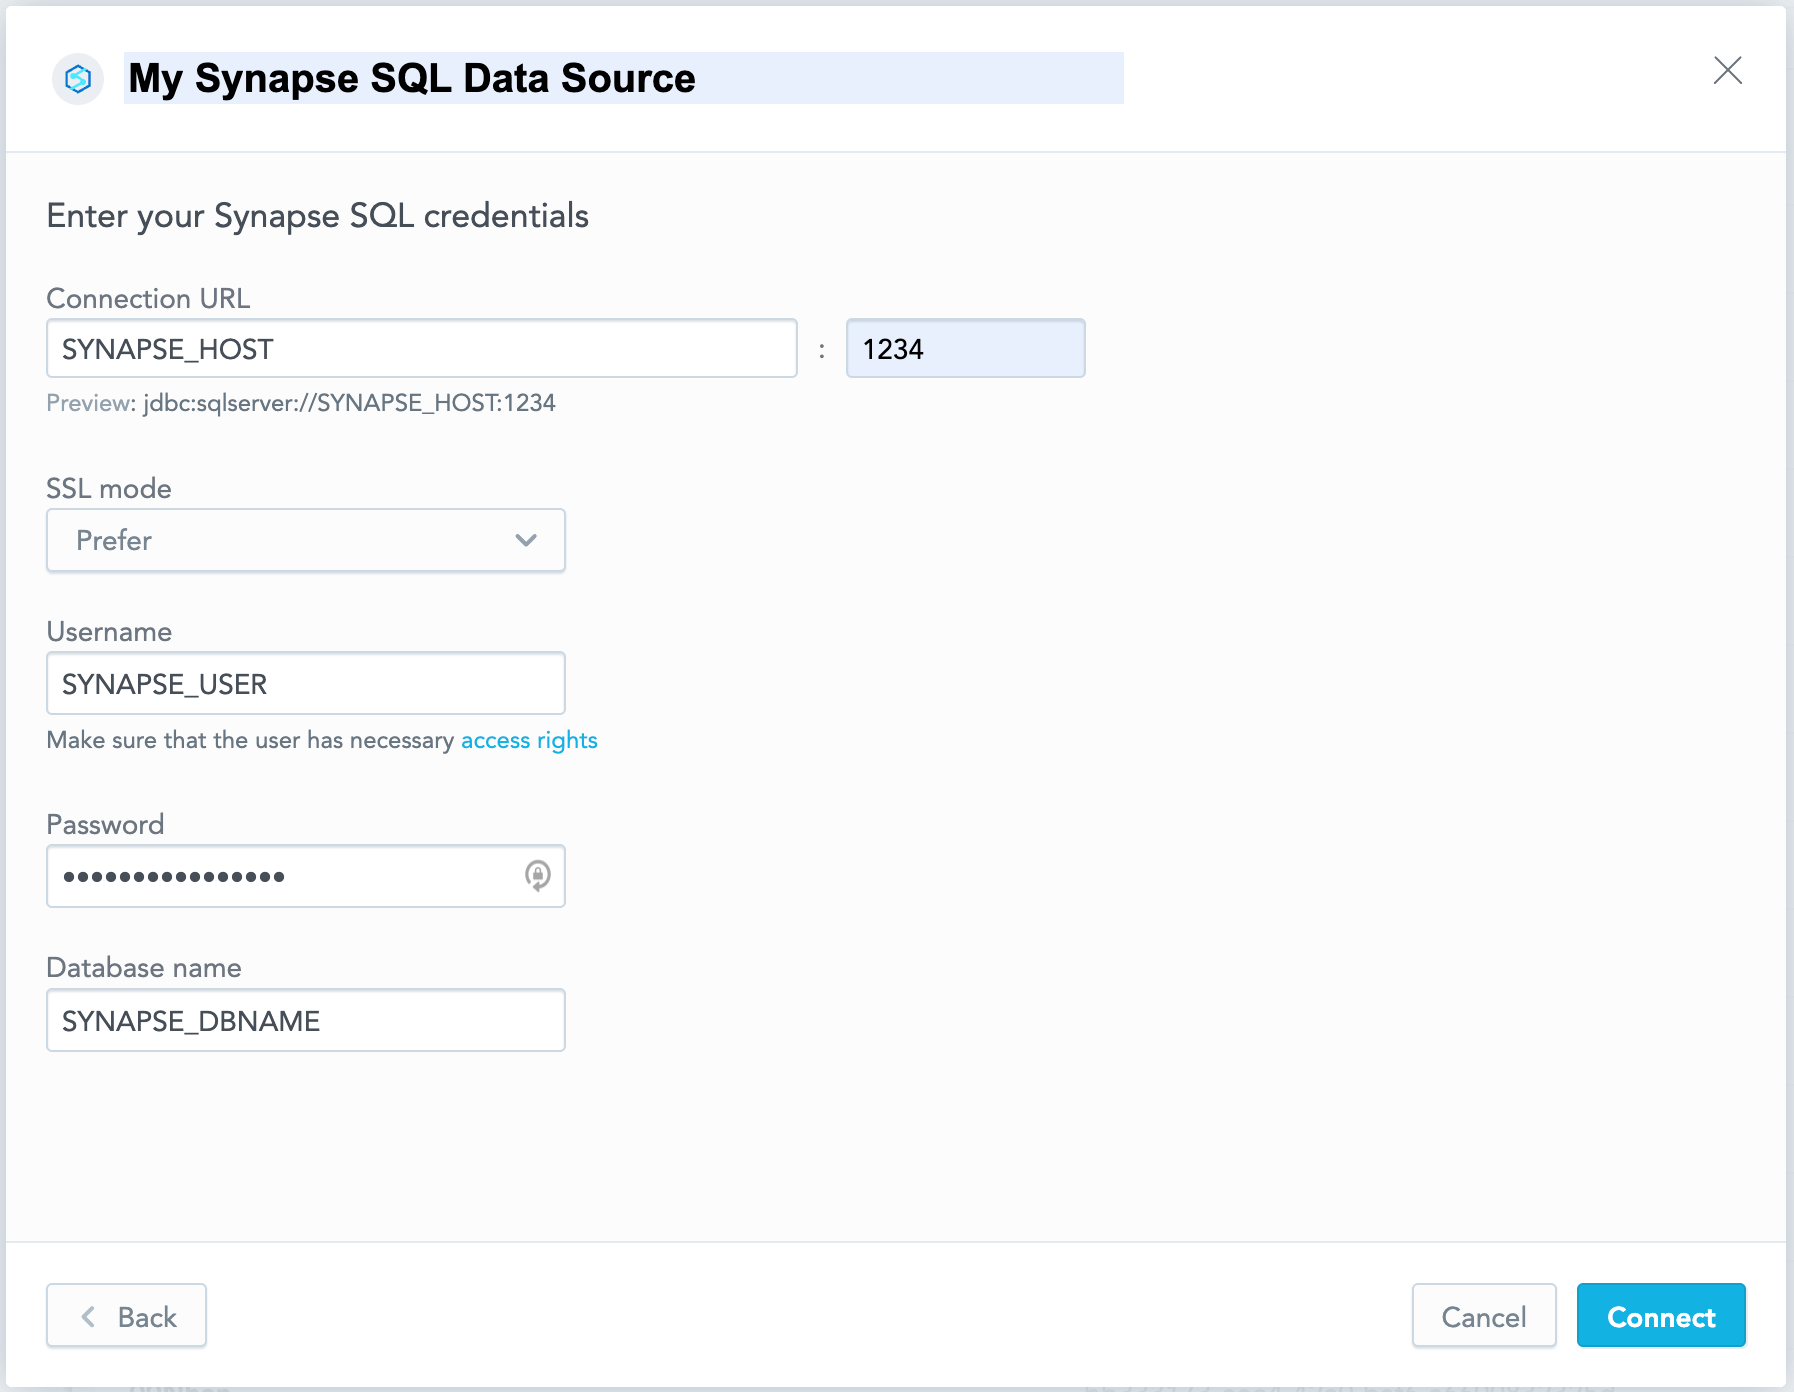 My Synapse SQL Data Source
Enter your Synapse SQL credentials
Connection URL
SYNAPSE_HOST : 1234
Preview: jdbc:sqlserver://SYNAPSE_HOST:1234
SSL mode
Prefer
Username
SYNAPSE_USER
Make sure that the user has necessary access rights
Password
••••••••••••••••
Database name
SYNAPSE_DBNAME
Back Cancel Connect